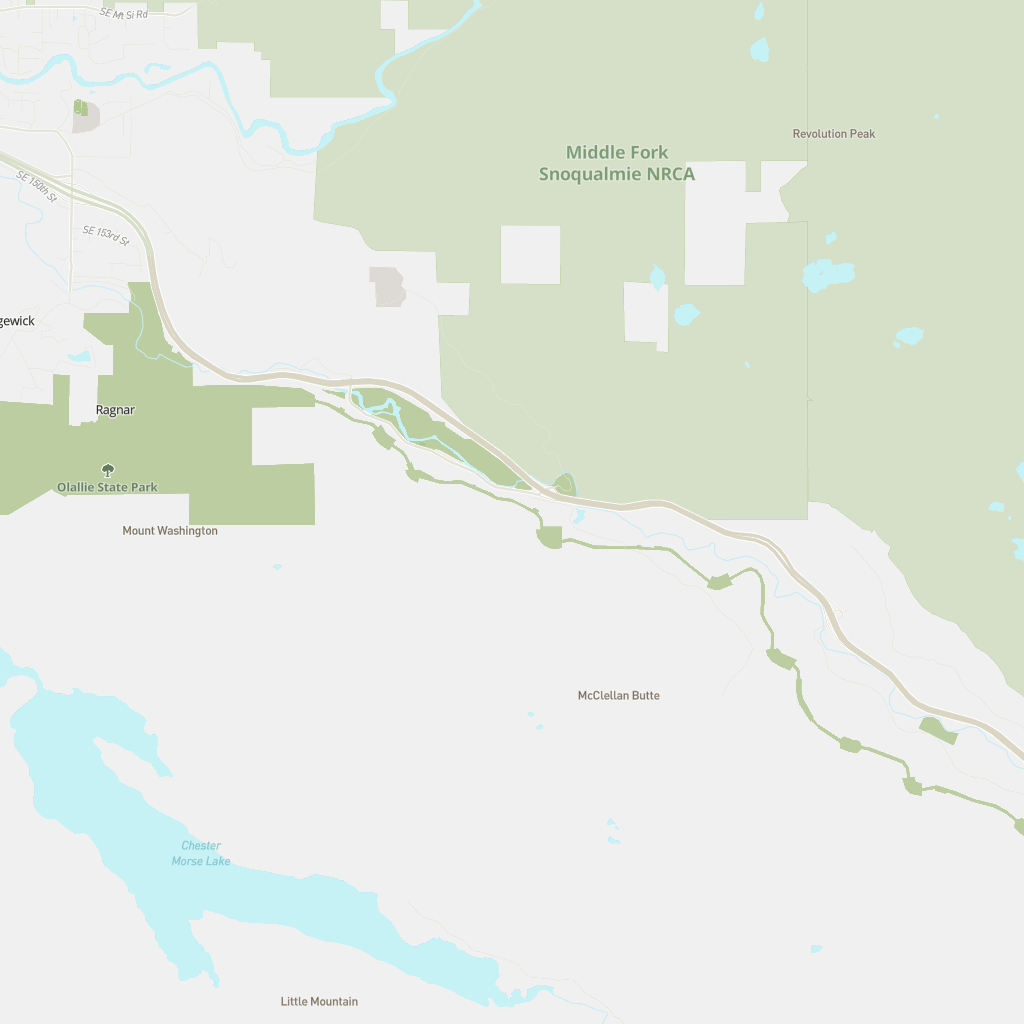 SE Mt Si Rd
Revolution Peak
Middle Fork
Snoqualmie NRCA
SE 150th St
SE 153rd St
gewick
Ragnar
Olallie State Park
Mount Washington
McClellan Butte
Chester
Morse Lake
Little Mountain